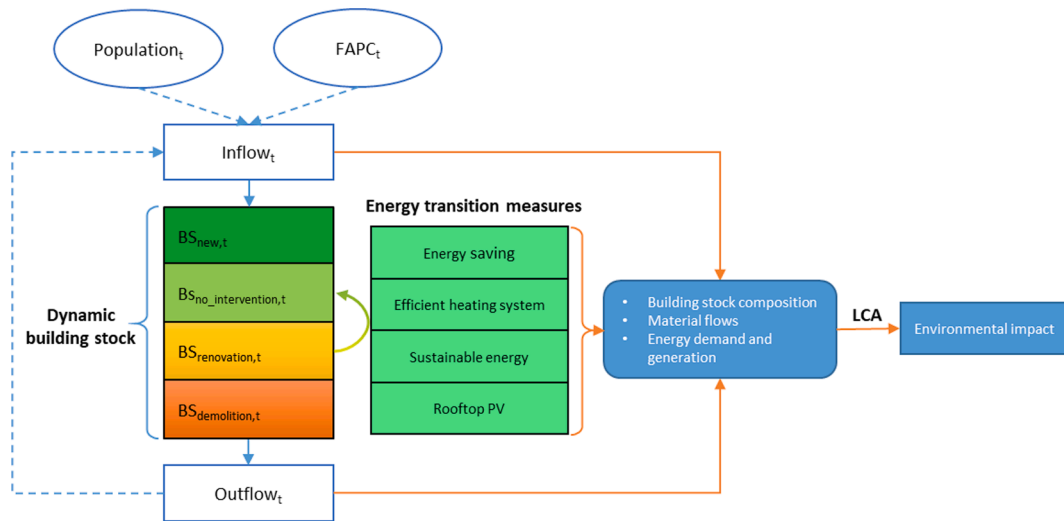 Population_t
FAPC_t
Inflow_t
Energy transition measures
BS_new,t
Bs_no_intervention,t
BS_renovation,t
BS_demolition,t
Dynamic
building stock
Energy saving
Efficient heating system
Sustainable energy
Rooftop PV
• Building stock composition
• Material flows
• Energy demand and
generation
LCA
Environmental impact
Outflow_t